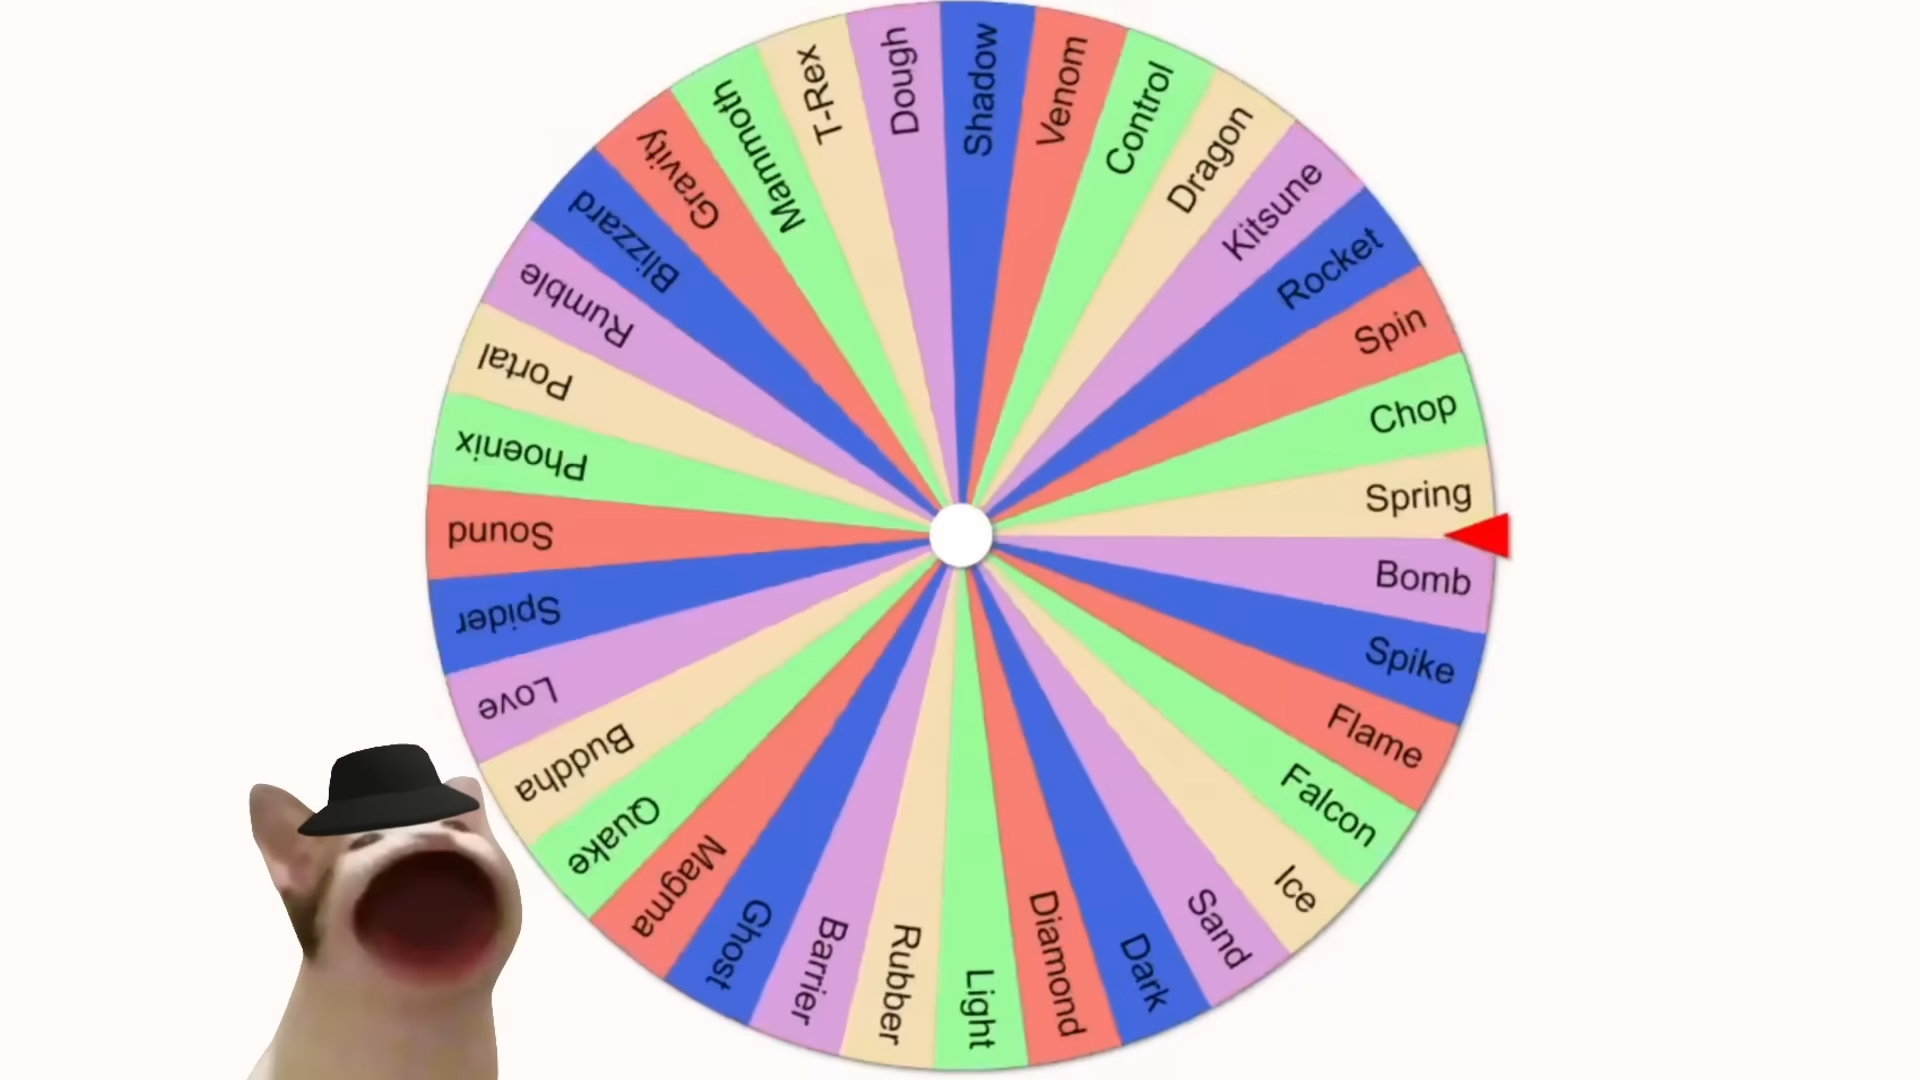 Shadow
Venom
Control
Dragon
Kitsune
Rocket
Spin
Chop
Spring
Bomb
Spike
Flame
Falcon
Ice
Sand
Dark
Diamond
Light
Rubber
Barrier
Ghost
Magma
Quake
Buddha
Love
Spider
Sound
Phoenix
Portal
Rumble
Blizzard
Gravity
Mammoth
T-Rex
Dough